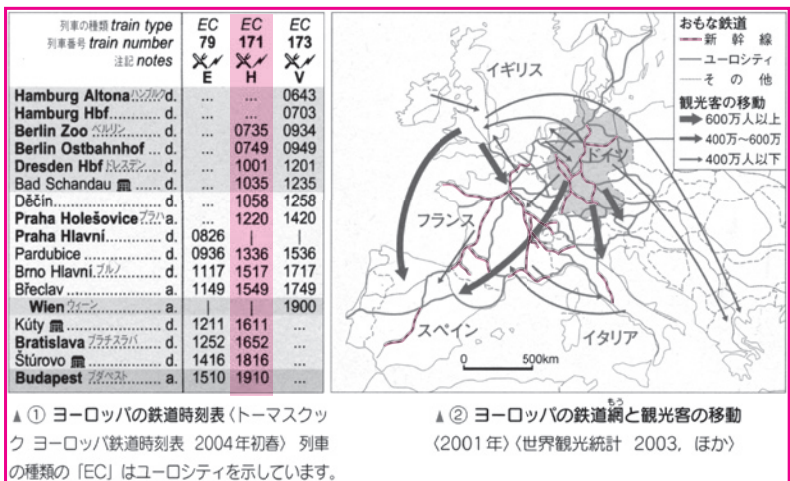 列車の種類 train type EC EC EC
列車番号 train number 79 171 173
注記 notes
E H V
Hamburg Altona ハンブルク d. ... ... 0643
Hamburg Hbf............ d. ... ... 0703
Berlin Zoo ベルリン d. ... 0735 0934
Berlin Ostbahnhof ... d. ... 0749 0949
Dresden Hbf ドレスデン d. ... 1001 1201
Bad Schandau ...... d. ... 1035 1235
Děčín..................... d. ... 1058 1258
Praha Holešovice プラハ a. ... 1220 1420
Praha Hlavní............ d. 0826 | |
Pardubice ............... d. 0936 1336 1536
Brno Hlavní ブルノ d. 1117 1517 1717
Břeclav................... a. 1149 1549 1749
Wien ウィーン a. | | 1900
Kúty ..................... d. 1211 1611 ...
Bratislava ブラチスラバ d. 1252 1652 ...
Štúrovo ................ d. 1416 1816 ...
Budapest ブダペスト a. 1510 1910 ...
▲① ヨーロッパの鉄道時刻表〈トーマスクッ
ク ヨーロッパ鉄道時刻表 2004年初春〉 列車
の種類の「EC」はユーロシティを示しています。
おもな鉄道
新幹線
ユーロシティ
その他
観光客の移動
600万人以上
400万〜600万
400万人以下
イギリス
ドイツ
フランス
スペイン
イタリア
0 500km
▲② ヨーロッパの鉄道網と観光客の移動
もう
〈2001年〉〈世界観光統計 2003, ほか〉